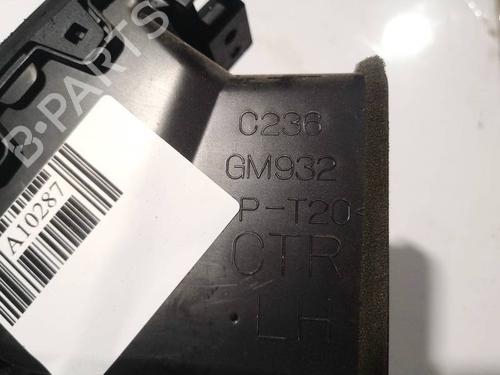 C236
GM932
P-T20<
CTR
LH
A10287
B-PARTS